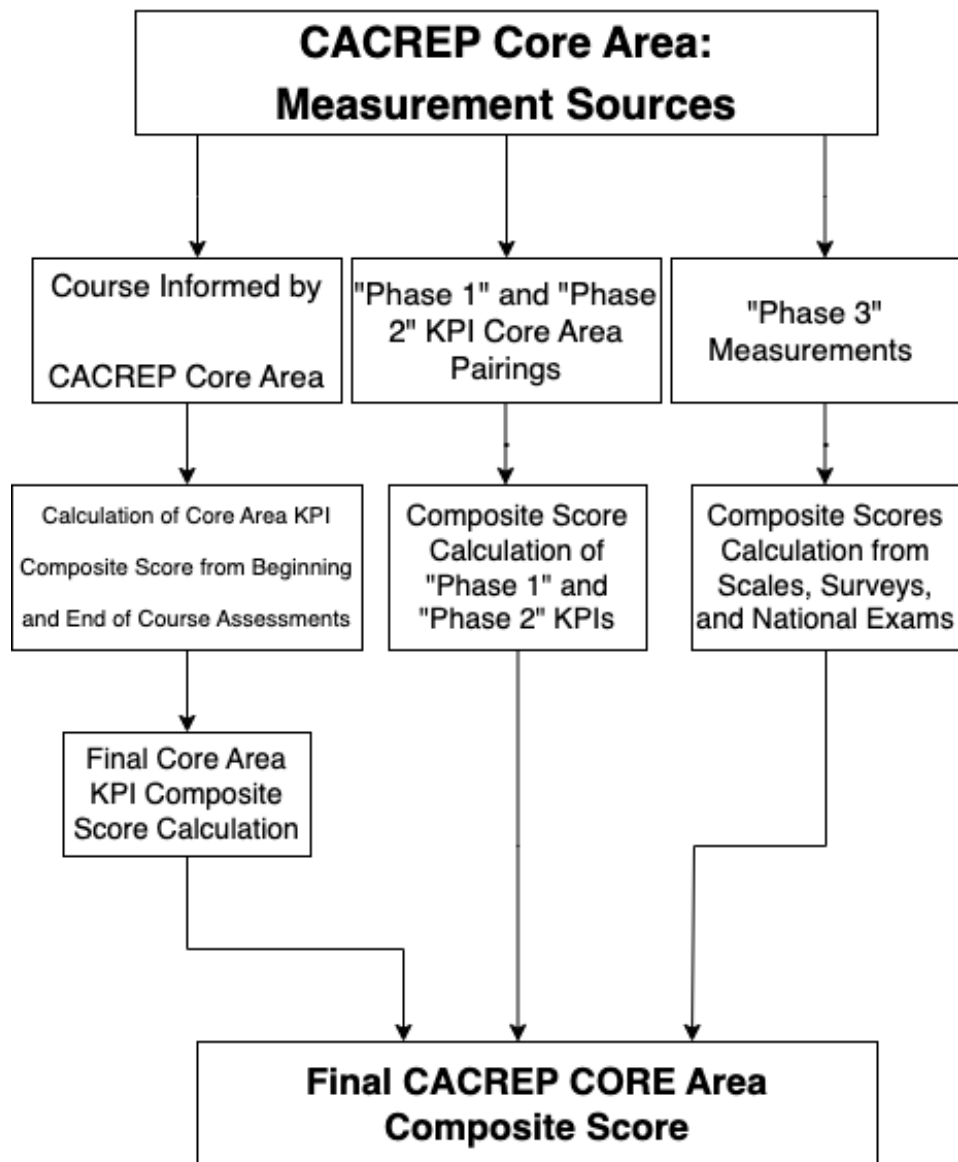 CACREP Core Area:
Measurement Sources
Course Informed by
CACREP Core Area
"Phase 1" and "Phase
2" KPI Core Area
Pairings
"Phase 3"
Measurements
Calculation of Core Area KPI
Composite Score from Beginning
and End of Course Assessments
Composite Score
Calculation of
"Phase 1" and
"Phase 2" KPIs
Composite Scores
Calculation from
Scales, Surveys,
and National Exams
Final Core Area
KPI Composite
Score Calculation
Final CACREP CORE Area
Composite Score